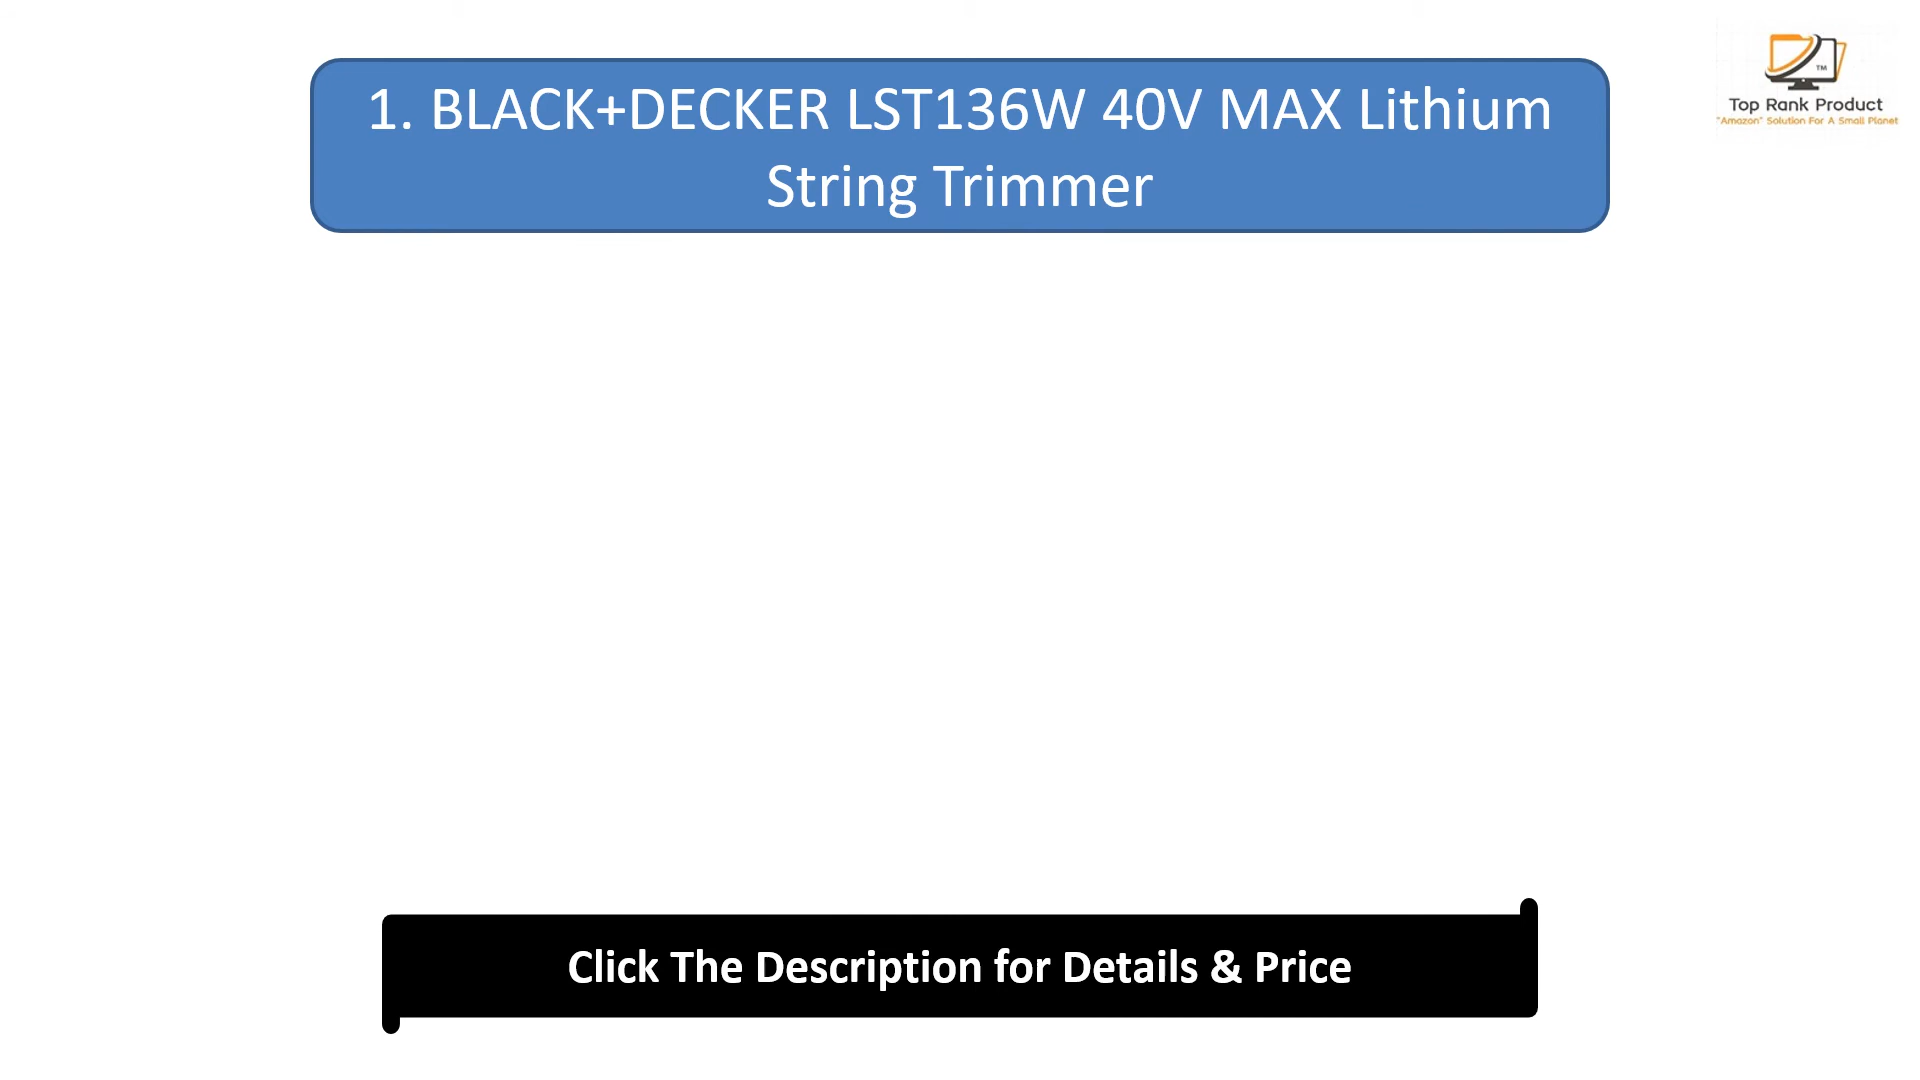 1. BLACK+DECKER LST136W 40V MAX Lithium
String Trimmer
TM
Top Rank Product
"Amazon" Solution For A Small Planet
Click The Description for Details & Price